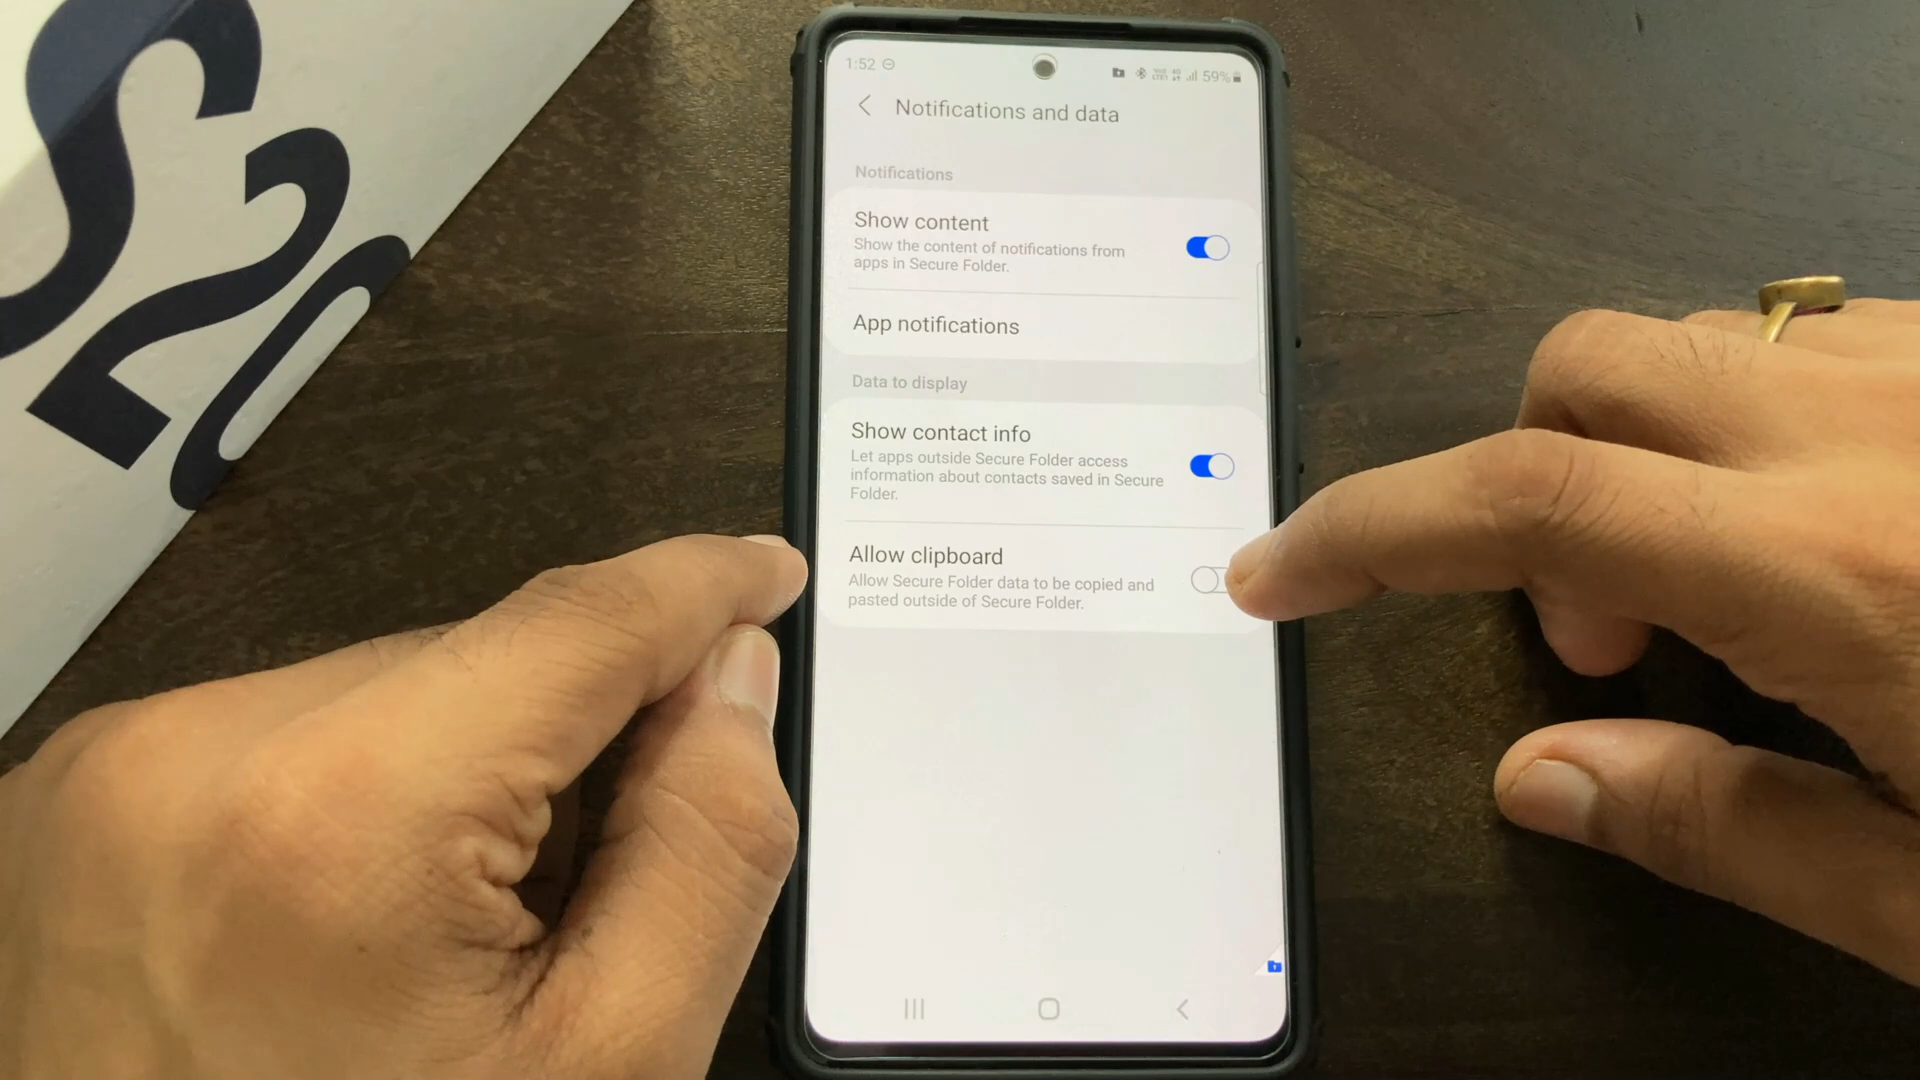 S20
1:52
59%
Notifications and data
Notifications
Show content
Show the content of notifications from
apps in Secure Folder.
App notifications
Data to display
Show contact info
Let apps outside Secure Folder access
information about contacts saved in Secure
Folder.
Allow clipboard
Allow Secure Folder data to be copied and
pasted outside of Secure Folder.